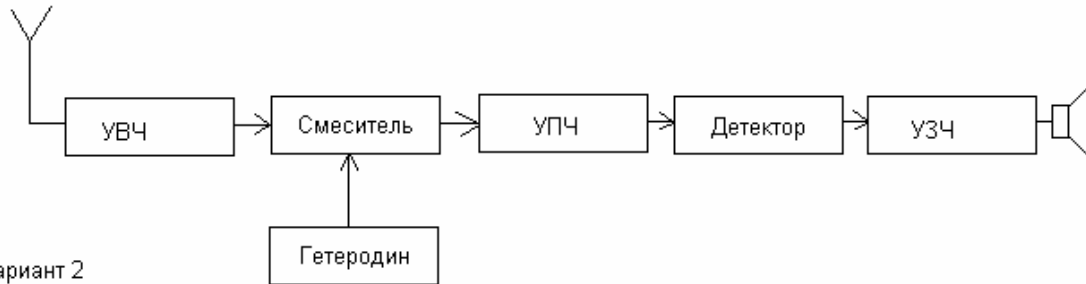 УВЧ
Смеситель
УПЧ
Детектор
УЗЧ
Гетеродин
ариант 2